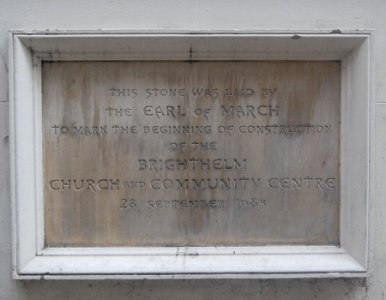 THIS STONE WAS LAID BY
THE EARL OF MARCH
TO MARK THE BEGINNING OF CONSTRUCTION
OF THE
BRIGHTHELM
CHURCH AND COMMUNITY CENTRE
28 SEPTEMBER 1985